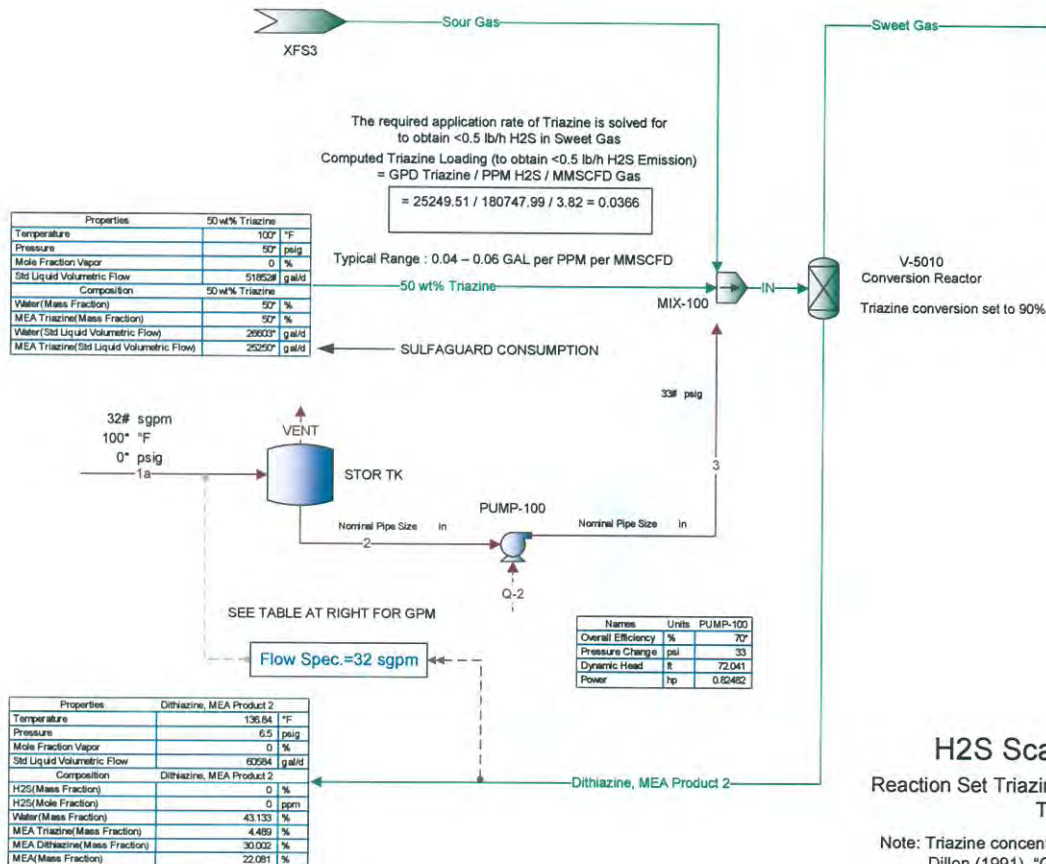 Sour Gas
Sweet Gas
XFS3
The required application rate of Triazine is solved for
to obtain <0.5 lb/h H2S in Sweet Gas
Computed Triazine Loading (to obtain <0.5 lb/h H2S Emission)
= GPD Triazine / PPM H2S / MMSCFD Gas
= 25249.51 / 180747.99 / 3.82 = 0.0366
Typical Range : 0.04 – 0.06 GAL per PPM per MMSCFD
Properties 50 wt% Triazine
Temperature 100* °F
Pressure 50* psig
Mole Fraction Vapor 0 %
Std Liquid Volumetric Flow 51852# gal/d
Composition 50 wt% Triazine
Water(Mass Fraction) 50* %
MEA Triazine(Mass Fraction) 50* %
Water(Std Liquid Volumetric Flow) 26603* gal/d
MEA Triazine(Std Liquid Volumetric Flow) 25250* gal/d
50 wt% Triazine
MIX-100
IN
V-5010
Conversion Reactor
Triazine conversion set to 90%
SULFAGUARD CONSUMPTION
33# psig
32# sgpm
100* °F
0* psig
1a
VENT
STOR TK
3
PUMP-100
Nominal Pipe Size in
2
Nominal Pipe Size in
Q-2
SEE TABLE AT RIGHT FOR GPM
Flow Spec.=32 sgpm
Names Units PUMP-100
Overall Efficiency % 70*
Pressure Change psi 33
Dynamic Head ft 72.041
Power hp 0.82482
Properties Dithiazine, MEA Product 2
Temperature 136.84 °F
Pressure 6.5 psig
Mole Fraction Vapor 0 %
Std Liquid Volumetric Flow 60584 gal/d
Composition Dithiazine, MEA Product 2
H2S(Mass Fraction) 0 %
H2S(Mole Fraction) 0 ppm
Water(Mass Fraction) 43.133 %
MEA Triazine(Mass Fraction) 4.489 %
MEA Dithiazine(Mass Fraction) 30.002 %
MEA(Mass Fraction) 22.081 %
Dithiazine, MEA Product 2
H2S Sca
Reaction Set Triazin
T
Note: Triazine concent
Dillon (1991). "